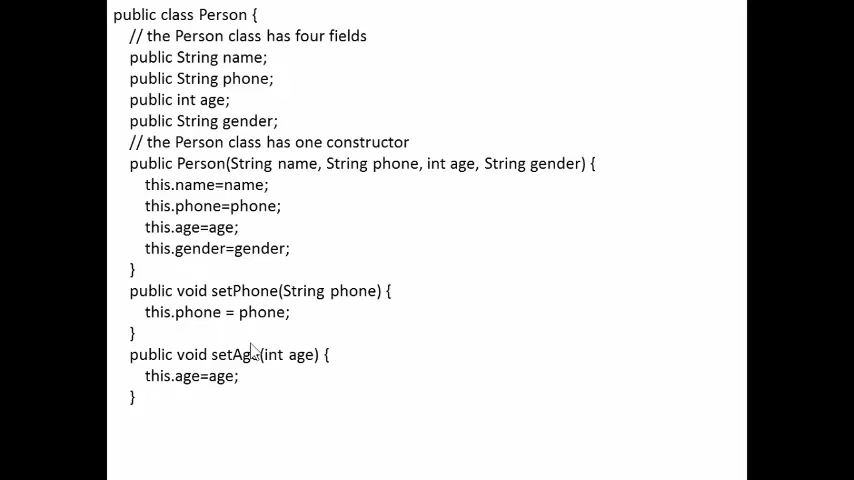 public class Person {
// the Person class has four fields
public String name;
public String phone;
public int age;
public String gender;
// the Person class has one constructor
public Person(String name, String phone, int age, String gender) {
this.name=name;
this.phone=phone;
this.age=age;
this.gender=gender;
}
public void setPhone(String phone) {
this.phone = phone;
}
public void setAge(int age) {
this.age=age;
}